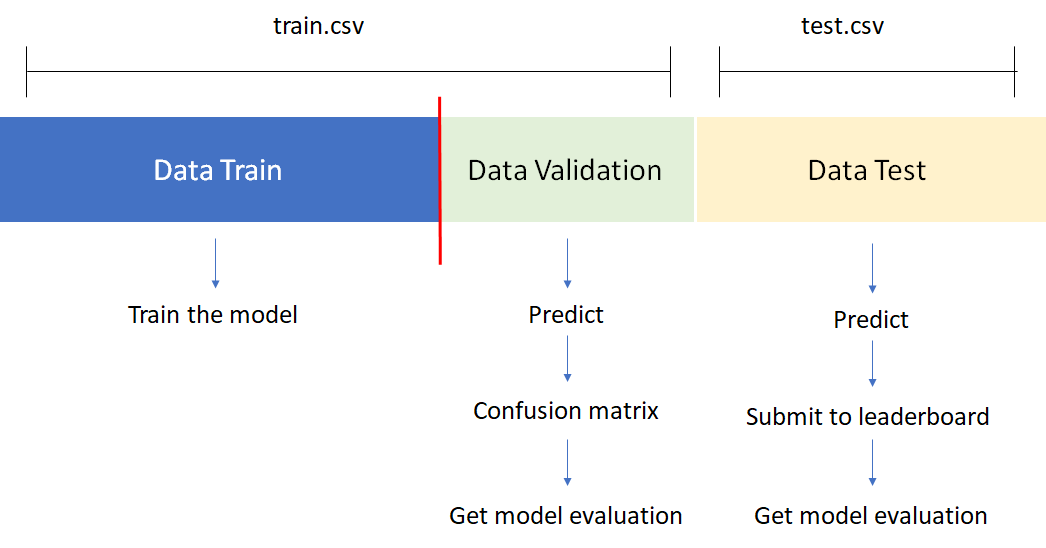 train.csv
test.csv
Data Train
Data Validation
Data Test
Train the model
Predict
Predict
Confusion matrix
Submit to leaderboard
Get model evaluation
Get model evaluation